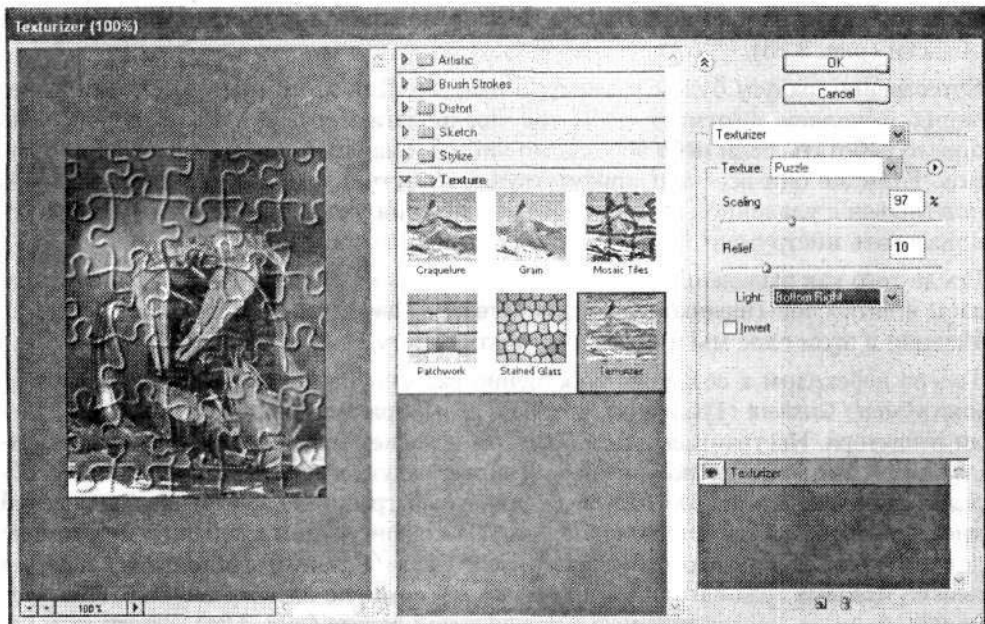 Texturizer (100%)
Artistic
Brush Strokes
Distort
Sketch
Stylize
Texture
Craquelure
Grain
Mosaic Tiles
Patchwork
Stained Glass
Texturizer
100%
OK
Cancel
Texturizer
Texture: Puzzle
Scaling 97 %
Relief 10
Light: Bottom Right
Invert
Texturizer